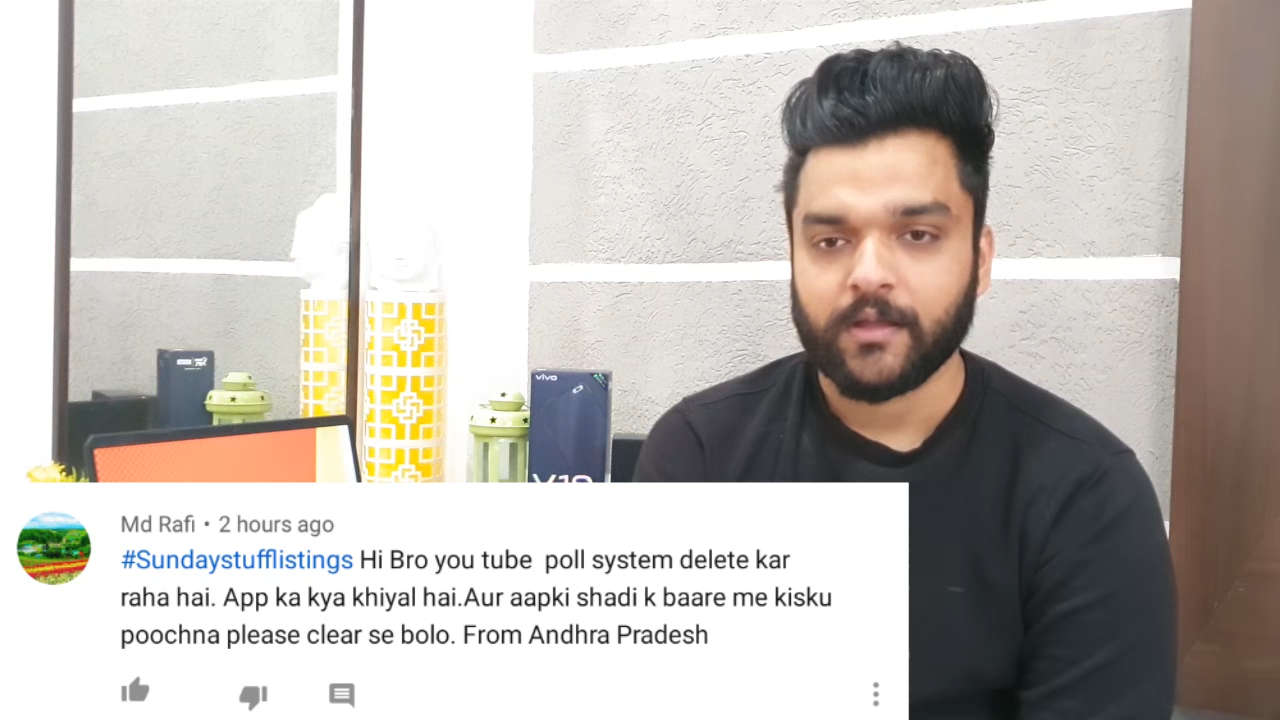 vivo
V19
Md Rafi • 2 hours ago
#Sundaystufflistings Hi Bro you tube poll system delete kar
raha hai. App ka kya khiyal hai.Aur aapki shadi k baare me kisku
poochna please clear se bolo. From Andhra Pradesh